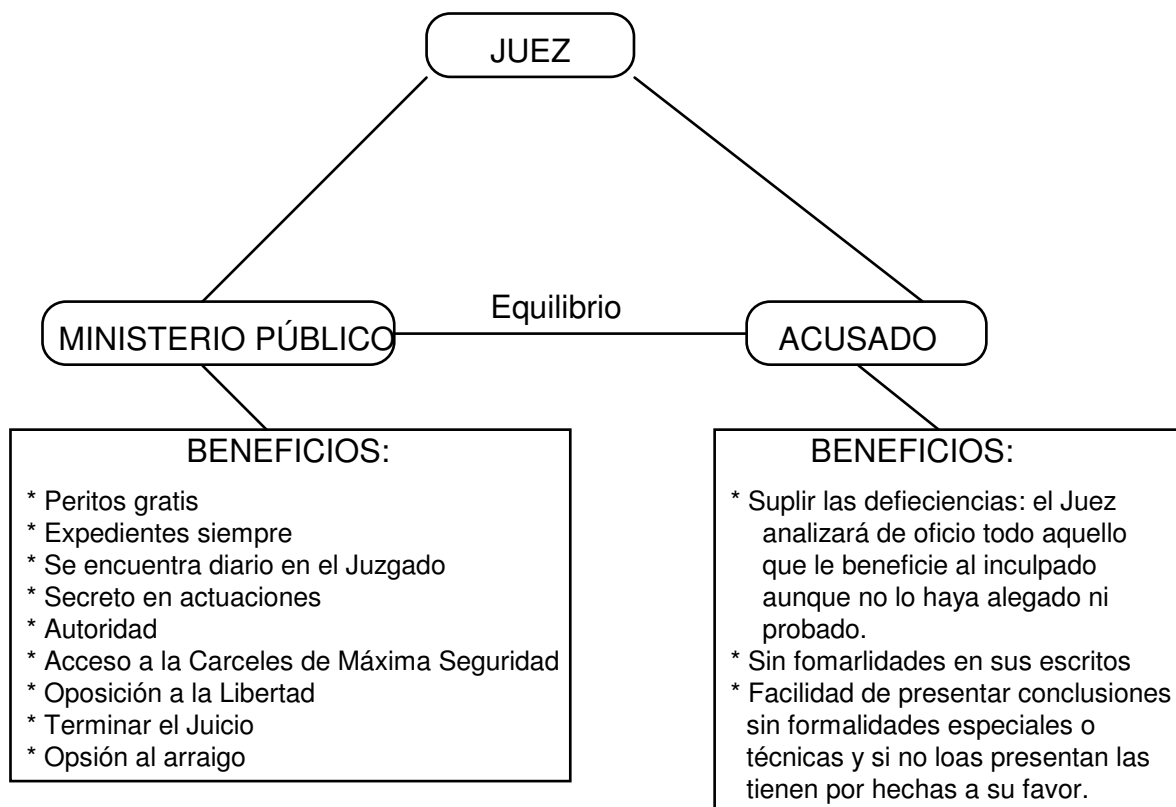 JUEZ
Equilibrio
MINISTERIO PÚBLICO
ACUSADO
BENEFICIOS:
* Peritos gratis
* Expedientes siempre
* Se encuentra diario en el Juzgado
* Secreto en actuaciones
* Autoridad
* Acceso a la Carceles de Máxima Seguridad
* Oposición a la Libertad
* Terminar el Juicio
* Opsión al arraigo
BENEFICIOS:
* Suplir las defieciencias: el Juez
analizará de oficio todo aquello
que le beneficie al inculpado
aunque no lo haya alegado ni
probado.
* Sin fomarlidades en sus escritos
* Facilidad de presentar conclusiones
sin formalidades especiales o
técnicas y si no loas presentan las
tienen por hechas a su favor.